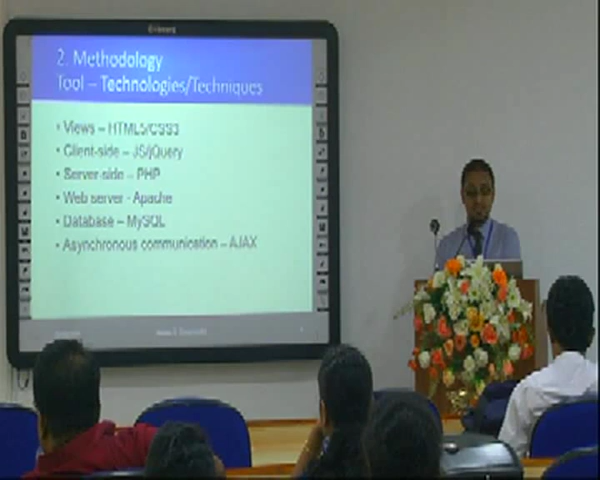 2. Methodology
Tool – Technologies/Techniques
• Views – HTML5/CSS3
• Client-side – JS/jQuery
• Server-side – PHP
• Web server - Apache
• Database – MySQL
• Asynchronous communication – AJAX